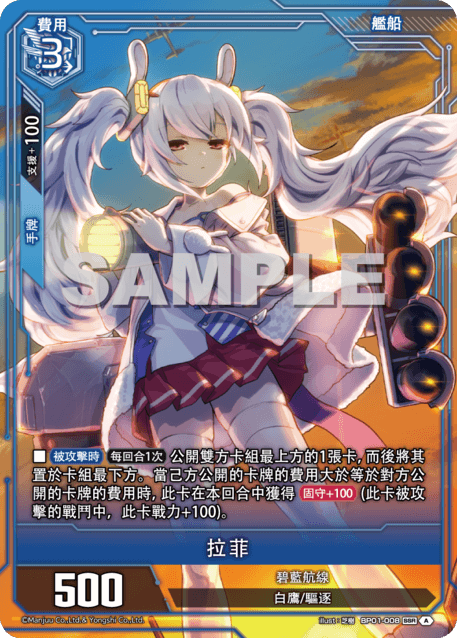 費用
艦船
3
支援+100
手牌
SAMPLE
■ 被攻擊時 每回合1次 公開雙方卡組最上方的1張卡, 而後將其
置於卡組最下方。當己方公開的卡牌的費用大於等於對方公
開的卡牌的費用時, 此卡在本回合中獲得 固守+100 (此卡被攻
擊的戰鬥中, 此卡戰力+100)。
拉菲
500
碧藍航線
白鷹/驅逐
©Manjuu Co.,Ltd.& Yongshi Co.,Ltd.
illust:芝樹 BP01-008 SSR A